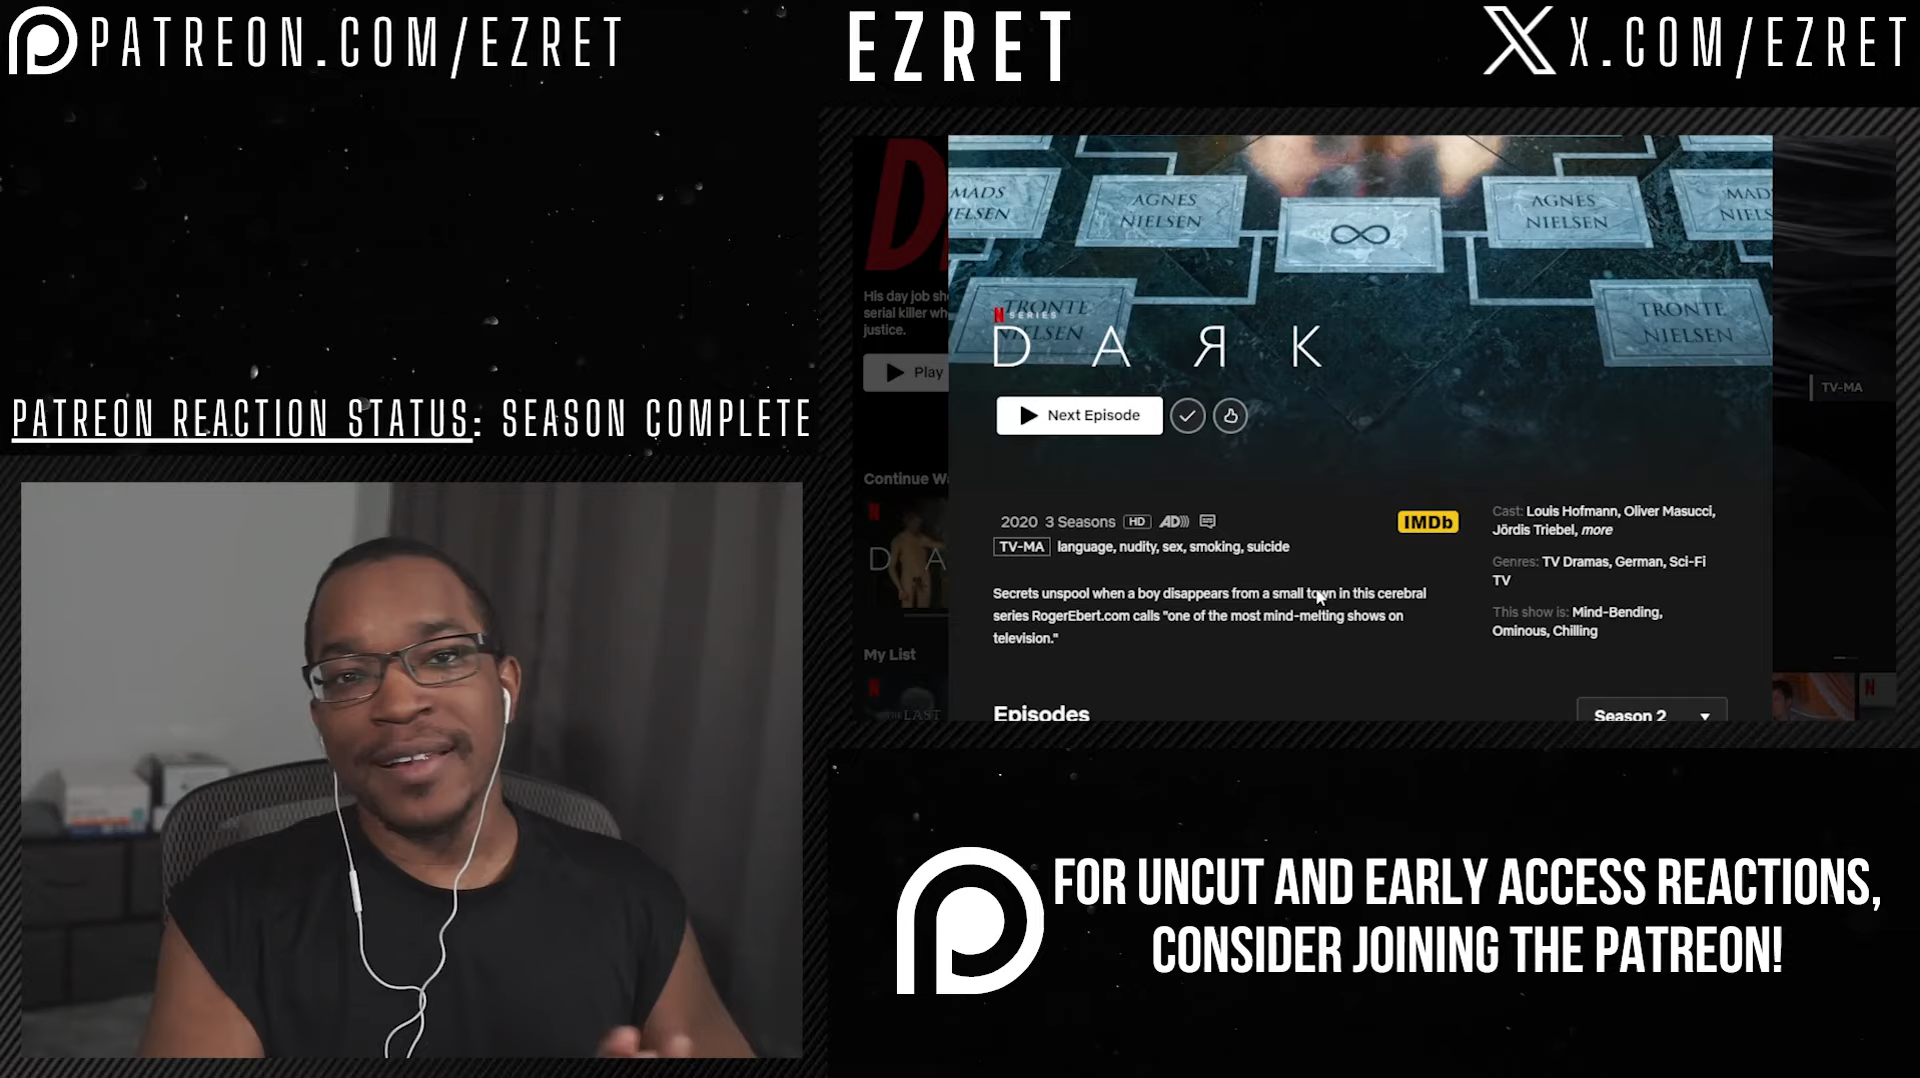 PATREON.COM/EZRET
EZRET
X.COM/EZRET
MADS
AGNES
NIELSEN
AGNES
NIELSEN
TRONTE
NIELSEN
TRONTE
NIELSEN
N SERIES
DAЯK
His day job
serial killer
justice.
Play
Next Episode
TV-MA
PATREON REACTION STATUS: SEASON COMPLETE
Continue
2020 3 Seasons HD AD
IMDb
TV-MA language, nudity, sex, smoking, suicide
Secrets unspool when a boy disappears from a small town in this cerebral
series RogerEbert.com calls "one of the most mind-melting shows on
television."
Cast: Louis Hofmann, Oliver Masucci,
Jördis Triebel, more
Genres: TV Dramas, German, Sci-Fi
TV
This show is: Mind-Bending,
Ominous, Chilling
My List
LAST
Episodes
Season 2
FOR UNCUT AND EARLY ACCESS REACTIONS,
CONSIDER JOINING THE PATREON!